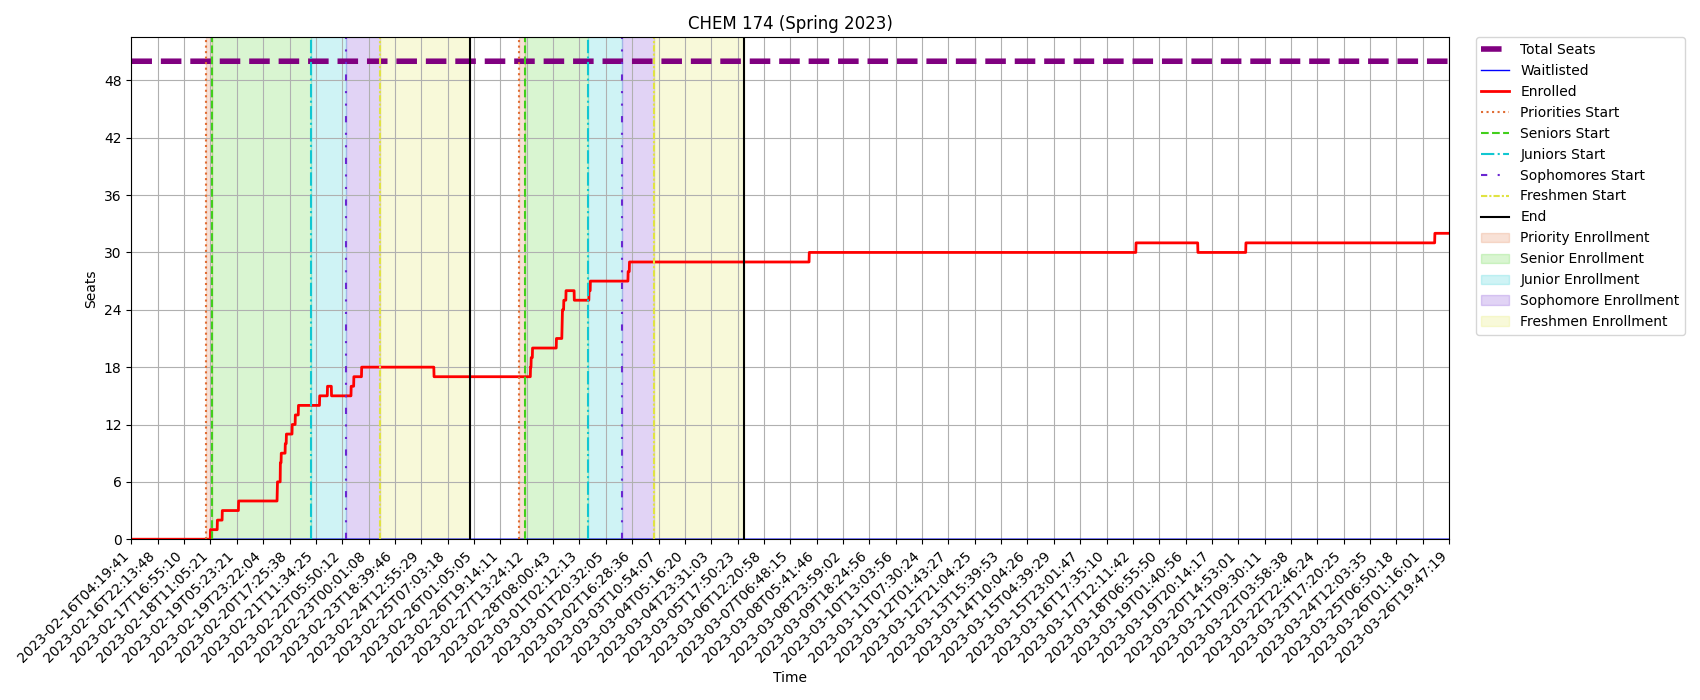 CHEM 174 (Spring 2023)
Seats
48
42
36
30
24
18
12
6
0
2023-02-16T04:19:41
2023-02-16T22:13:48
2023-02-17T16:55:10
2023-02-18T11:05:21
2023-02-19T05:23:21
2023-02-19T23:22:04
2023-02-20T17:25:38
2023-02-21T11:34:25
2023-02-22T05:50:12
2023-02-23T00:01:08
2023-02-23T18:39:46
2023-02-24T12:55:29
2023-02-25T07:03:18
2023-02-26T01:05:05
2023-02-27T13:24:12
2023-02-28T08:00:43
2023-03-01T02:12:13
2023-03-01T20:32:05
2023-03-02T16:28:36
2023-03-03T10:54:07
2023-03-04T05:16:20
2023-03-04T23:31:03
2023-03-05T17:50:23
2023-03-06T12:20:58
2023-03-07T06:48:15
2023-03-08T05:41:46
2023-03-08T23:59:02
2023-03-09T18:24:56
2023-03-10T13:03:56
2023-03-11T07:30:24
2023-03-12T01:43:27
2023-03-12T21:04:25
2023-03-13T15:39:53
2023-03-14T10:04:26
2023-03-15T04:39:29
2023-03-15T23:01:47
2023-03-16T17:35:10
2023-03-17T12:11:42
2023-03-18T06:55:50
2023-03-19T01:40:56
2023-03-19T20:14:17
2023-03-20T14:53:01
2023-03-21T09:30:11
2023-03-22T03:58:38
2023-03-22T22:46:24
2023-03-23T17:20:25
2023-03-24T12:03:35
2023-03-25T06:50:18
2023-03-26T01:16:01
2023-03-26T19:47:19
Time
Total Seats
Waitlisted
Enrolled
Priorities Start
Seniors Start
Juniors Start
Sophomores Start
Freshmen Start
End
Priority Enrollment
Senior Enrollment
Junior Enrollment
Sophomore Enrollment
Freshmen Enrollment